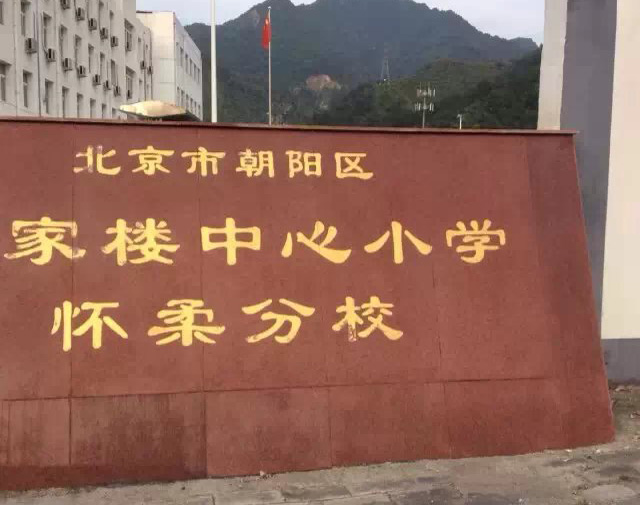 北京市朝阳区
家楼中心小学
怀柔分校